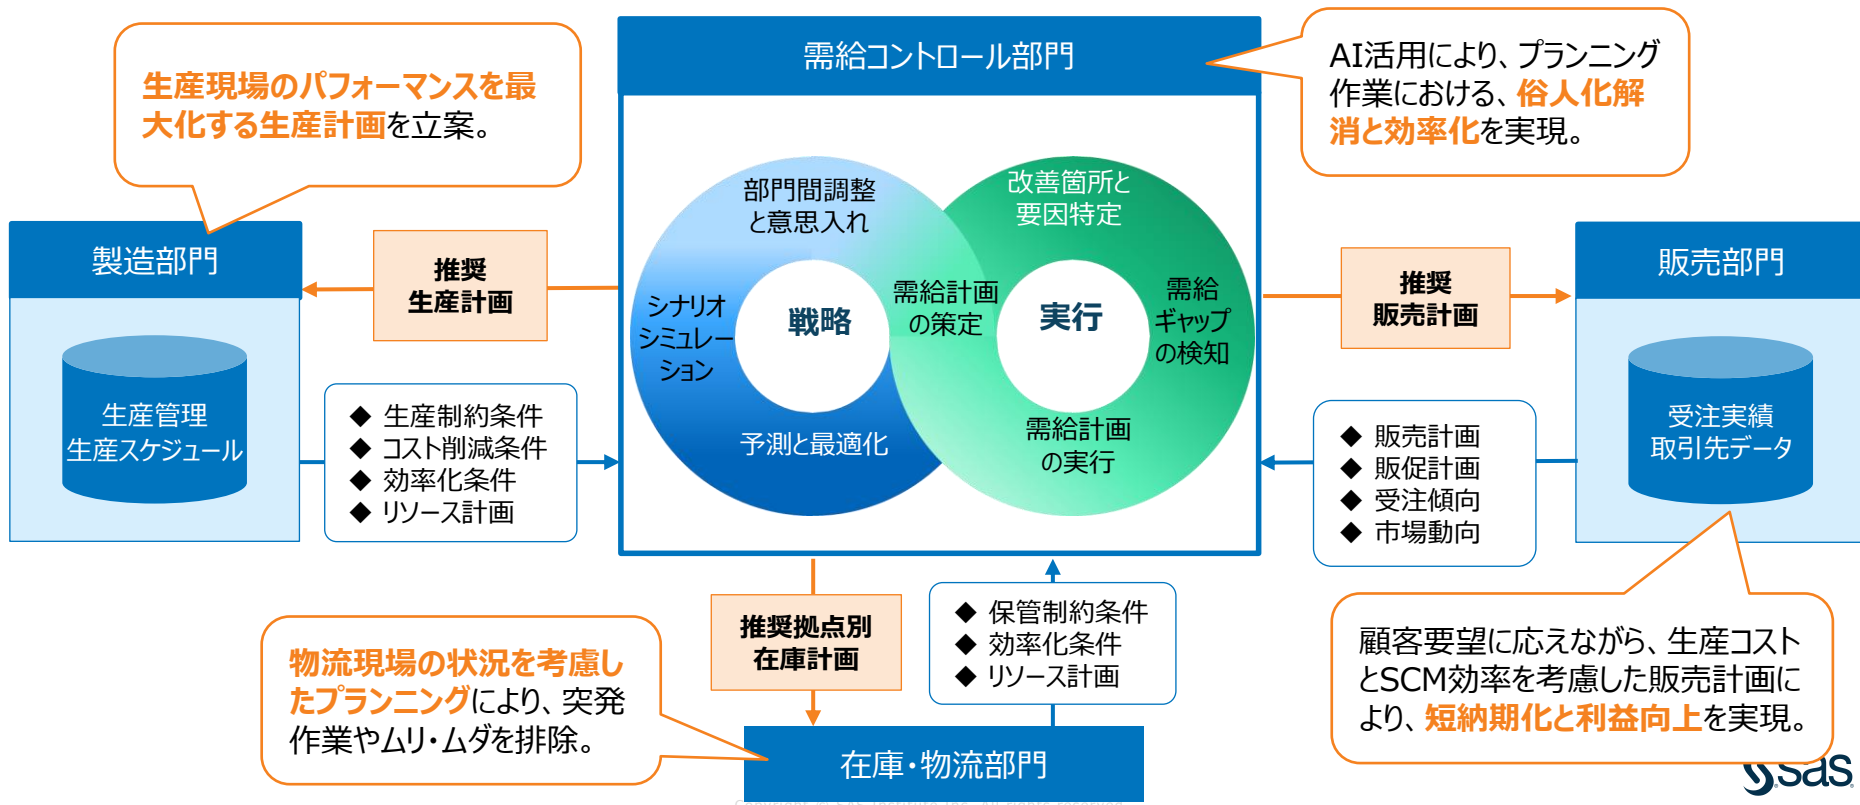 需給コントロール部門
生産現場のパフォーマンスを最
大化する生産計画を立案。
AI活用により、プランニング
作業における、俗人化解
消と効率化を実現。
製造部門
生産管理
生産スケジュール
推奨
生産計画
◆ 生産制約条件
◆ コスト削減条件
◆ 効率化条件
◆ リソース計画
部門間調整
と意思入れ
シナリオ
シミュレー
ション
戦略
予測と最適化
需給計画
の策定
改善箇所と
要因特定
実行
需給
ギャップ
の検知
需給計画
の実行
推奨
販売計画
販売部門
受注実績
取引先データ
◆ 販売計画
◆ 販促計画
◆ 受注傾向
◆ 市場動向
物流現場の状況を考慮し
たプランニングにより、突発
作業やムリ・ムダを排除。
推奨拠点別
在庫計画
◆ 保管制約条件
◆ 効率化条件
◆ リソース計画
在庫・物流部門
顧客要望に応えながら、生産コスト
とSCM効率を考慮した販売計画に
より、短納期化と利益向上を実現。
sas